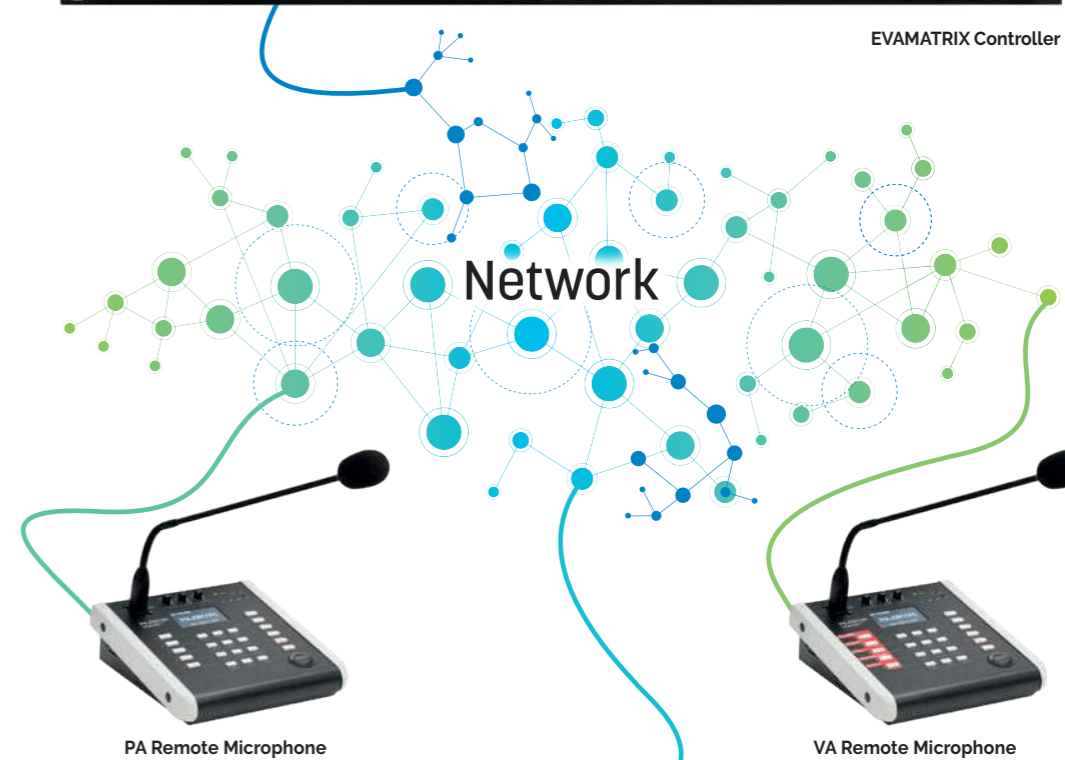 EVAMATRIX Controller
Network
PA Remote Microphone
VA Remote Microphone